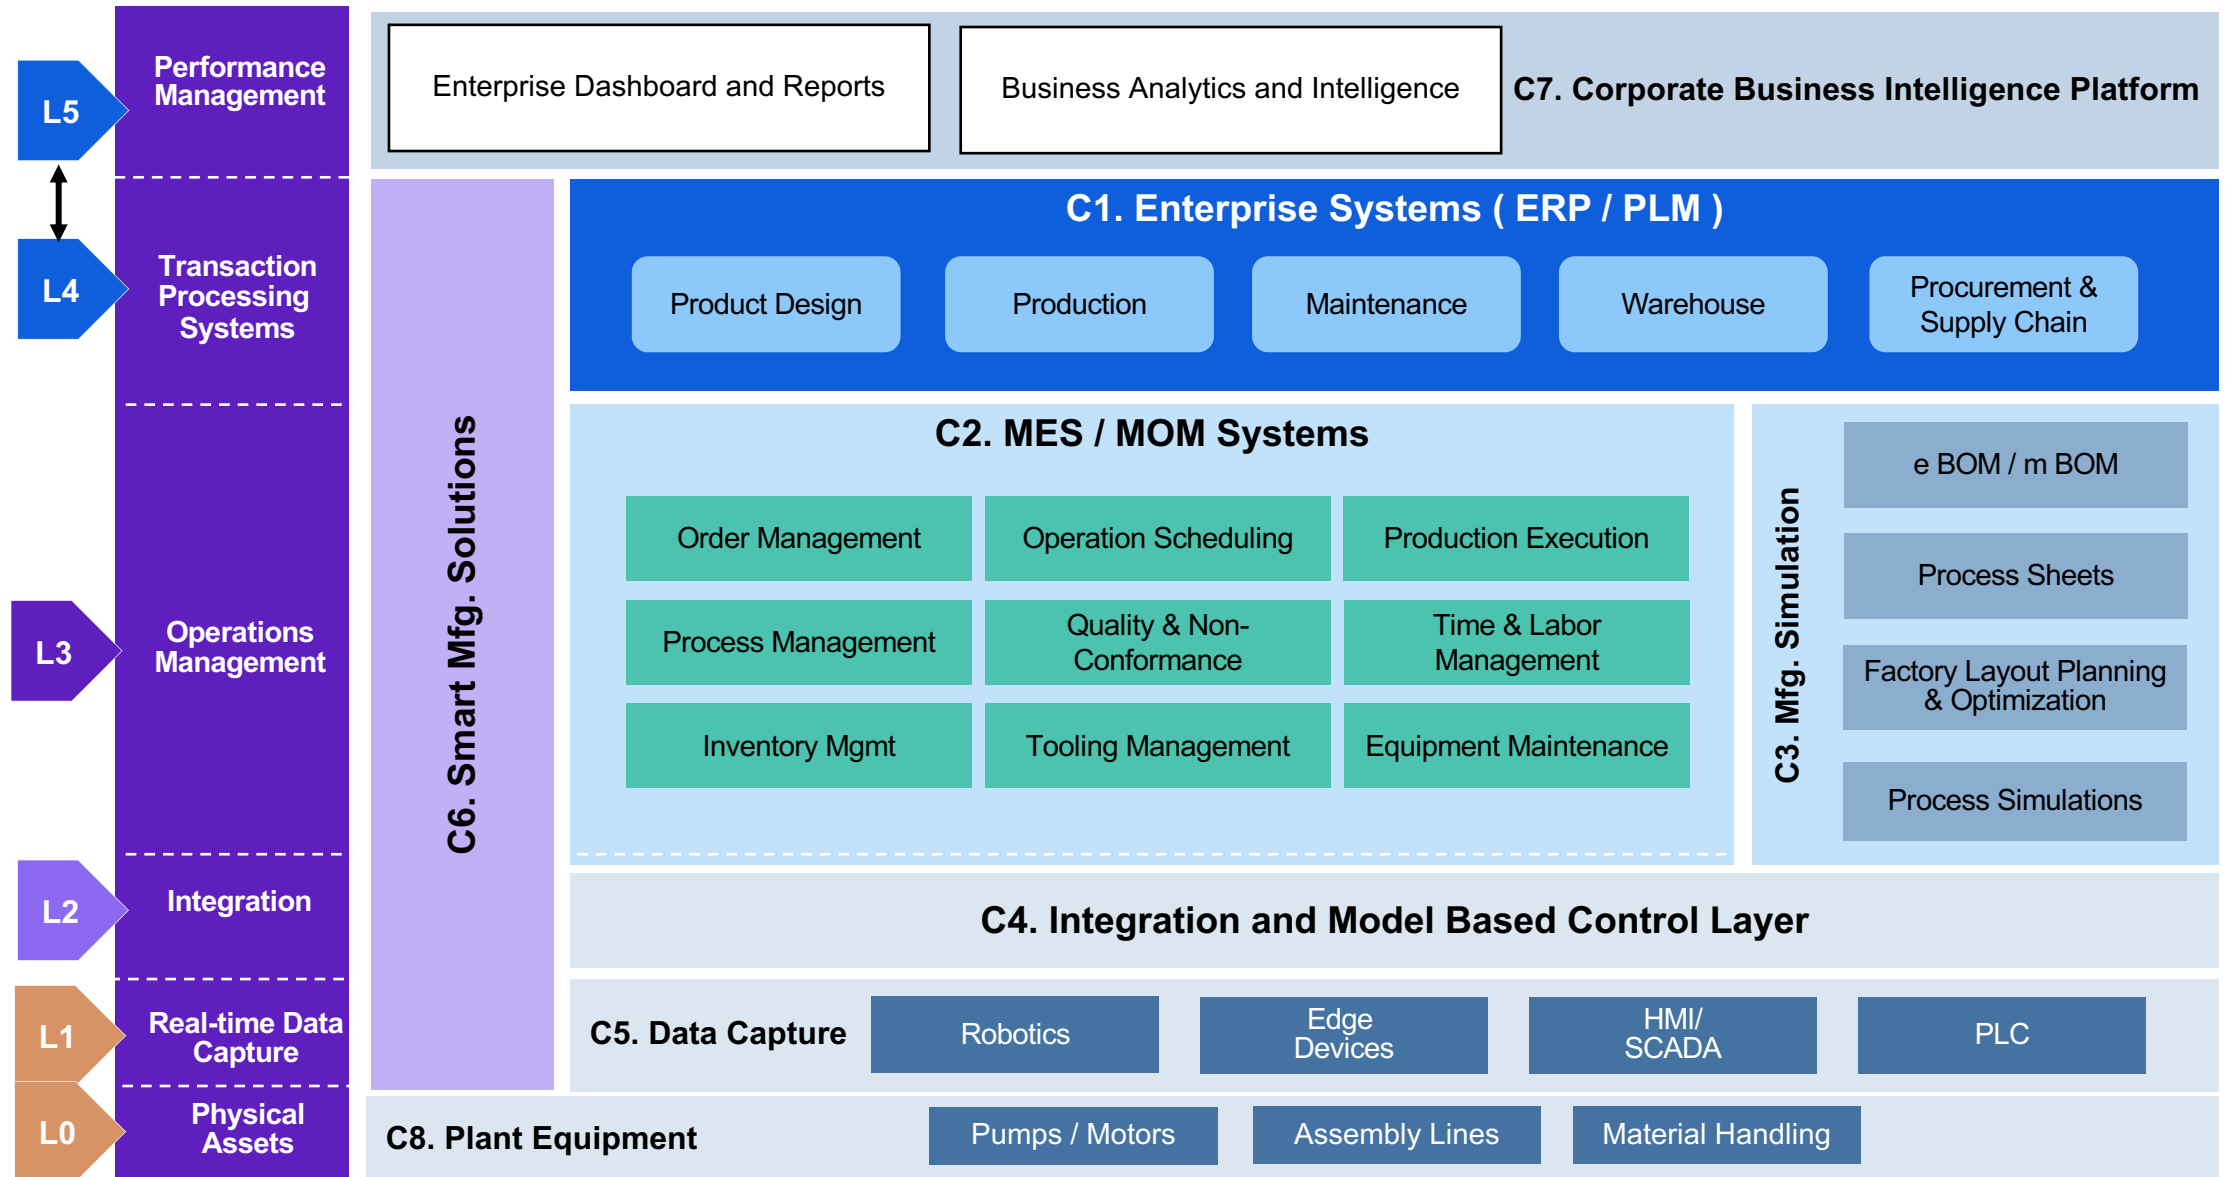 Performance
Management
L5
Enterprise Dashboard and Reports
Business Analytics and Intelligence
C7. Corporate Business Intelligence Platform
L4
Transaction
Processing
Systems
C1. Enterprise Systems ( ERP / PLM )
Product Design
Production
Maintenance
Warehouse
Procurement &
Supply Chain
C6. Smart Mfg. Solutions
L3
Operations
Management
C2. MES / MOM Systems
Order Management
Operation Scheduling
Production Execution
Process Management
Quality & Non-
Conformance
Time & Labor
Management
Inventory Mgmt
Tooling Management
Equipment Maintenance
C3. Mfg. Simulation
e BOM / m BOM
Process Sheets
Factory Layout Planning
& Optimization
Process Simulations
L2
Integration
C4. Integration and Model Based Control Layer
L1
Real-time Data
Capture
C5. Data Capture
Robotics
Edge
Devices
HMI/
SCADA
PLC
L0
Physical
Assets
C8. Plant Equipment
Pumps / Motors
Assembly Lines
Material Handling